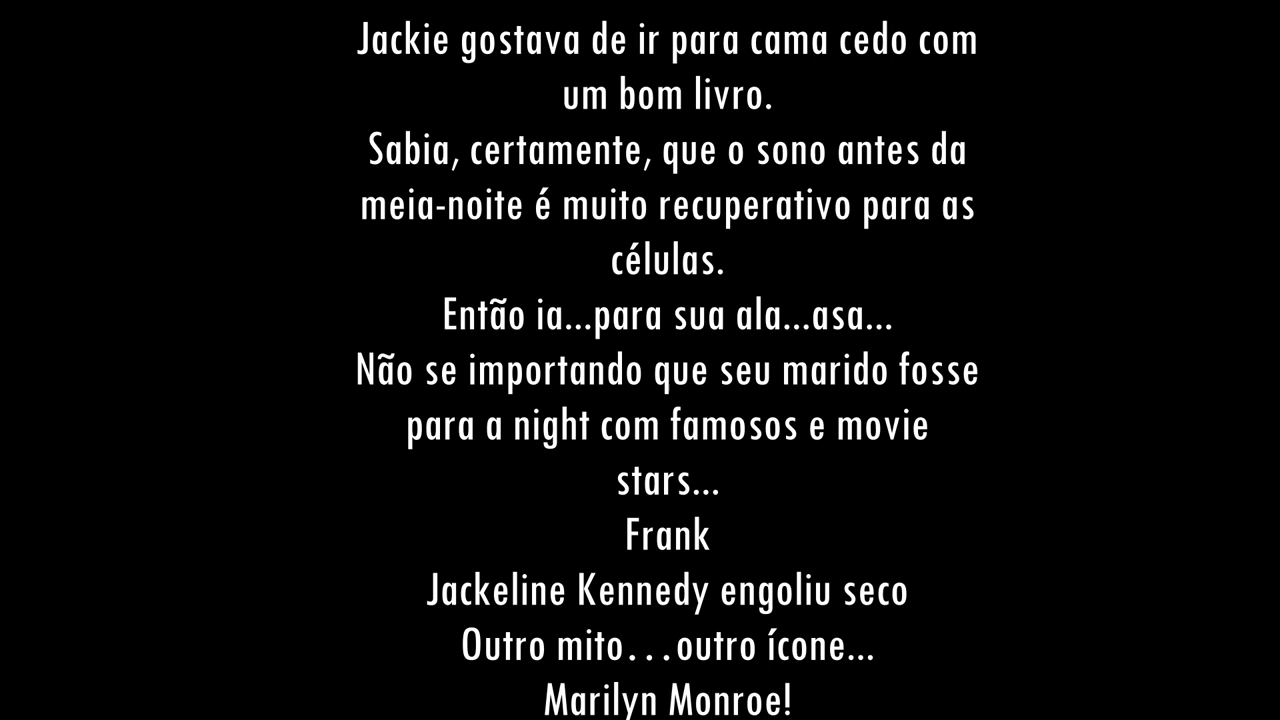 Jackie gostava de ir para cama cedo com
um bom livro.
Sabia, certamente, que o sono antes da
meia-noite é muito recuperativo para as
células.
Então ia...para sua ala...asa...
Não se importando que seu marido fosse
para a night com famosos e movie
stars...
Frank
Jackeline Kennedy engoliu seco
Outro mito...outro ícone...
Marilyn Monroe!